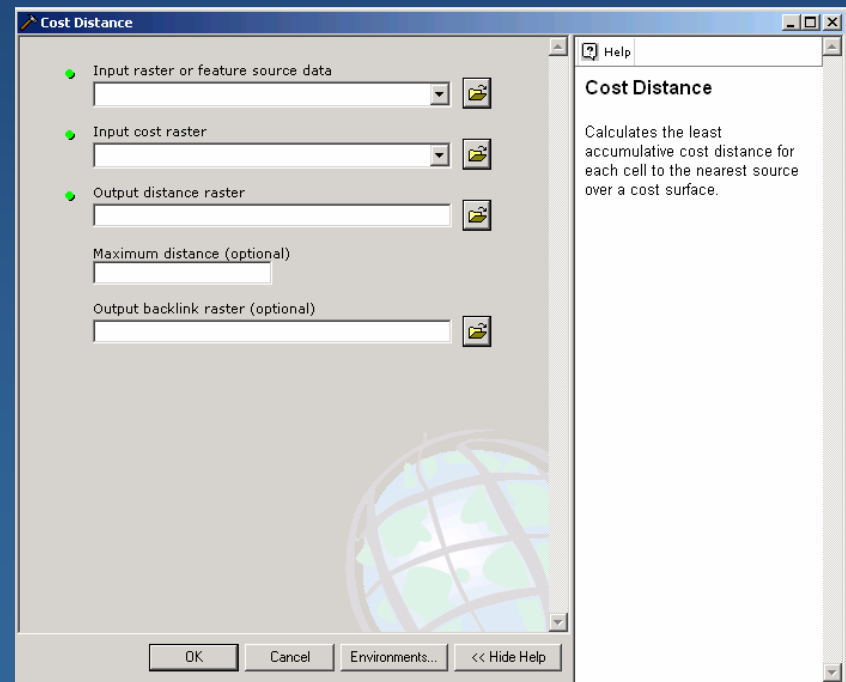 Cost Distance
Input raster or feature source data
Input cost raster
Output distance raster
Maximum distance (optional)
Output backlink raster (optional)
OK
Cancel
Environments...
<< Hide Help
Help
Cost Distance
Calculates the least
accumulative cost distance for
each cell to the nearest source
over a cost surface.